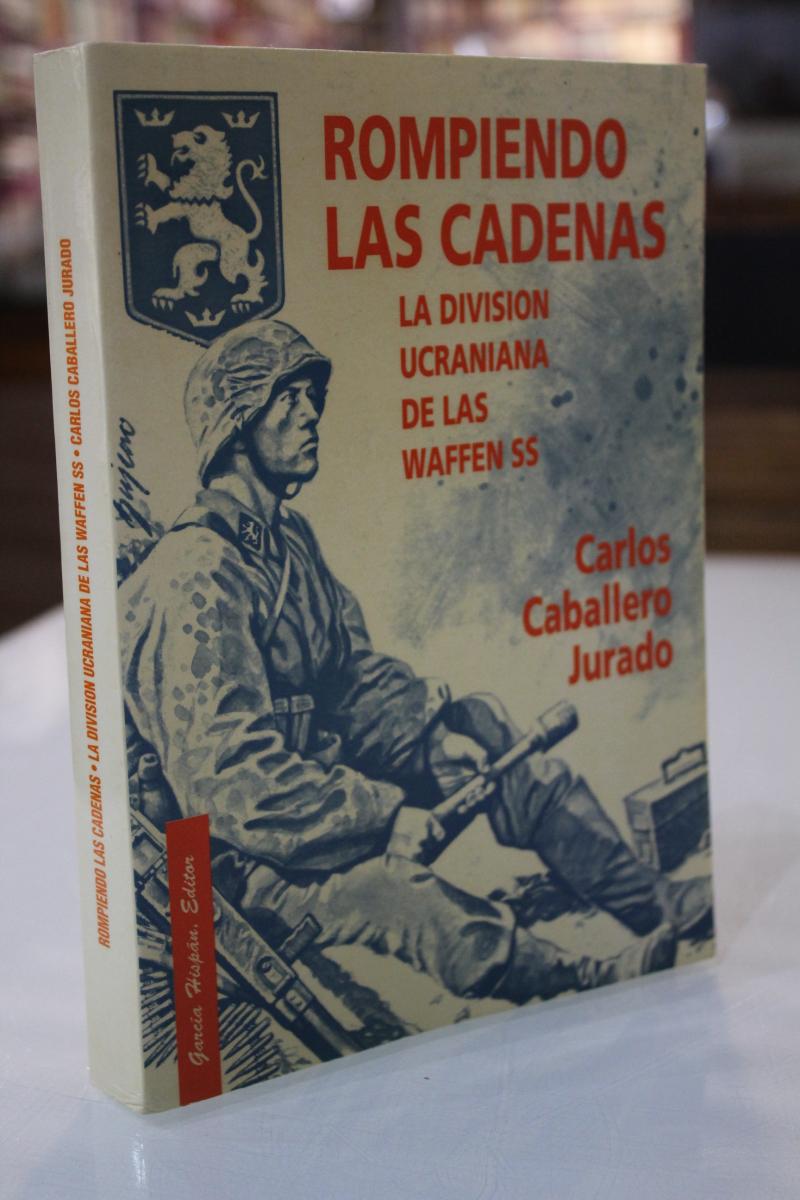 ROMPIENDO
LAS CADENAS
LA DIVISION
UCRANIANA
DE LAS
WAFFEN SS
Carlos
Caballero
Jurado
García Hispán, Editor
ROMPIENDO LAS CADENAS • LA DIVISION UCRANIANA DE LAS WAFFEN SS • CARLOS CABALLERO JURADO